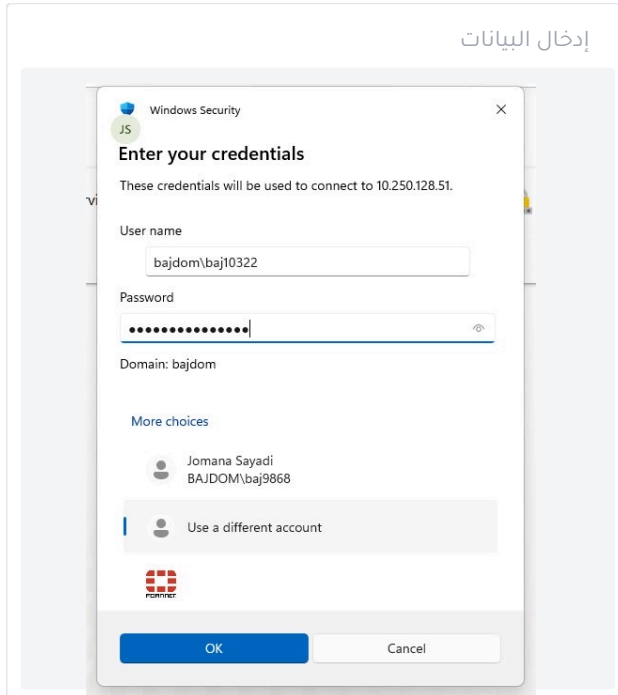 إدخال البيانات
Windows Security
JS
Enter your credentials
These credentials will be used to connect to 10.250.128.51.
User name
bajdom\baj10322
Password
•••••••••••••••
Domain: bajdom
More choices
Jomana Sayadi
BAJDOM\baj9868
Use a different account
FORTINET
OK
Cancel